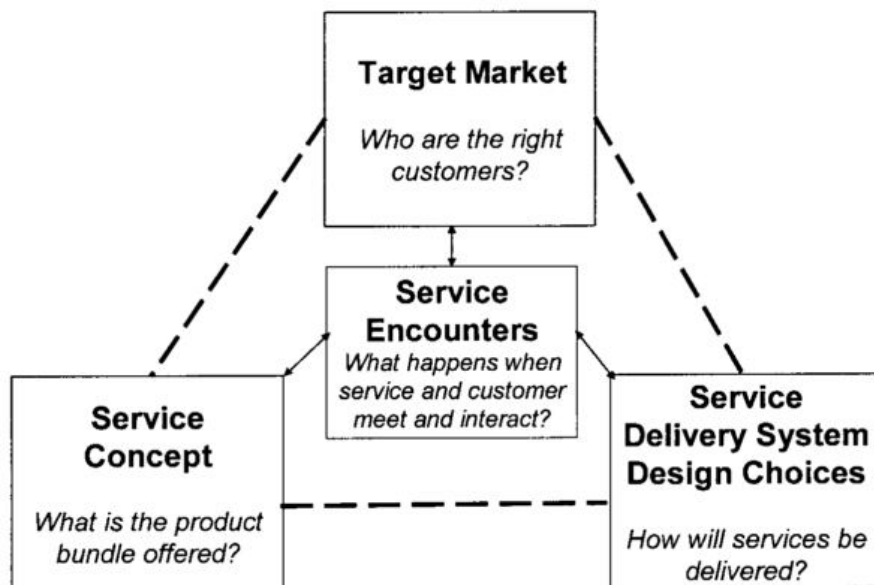 Target Market
Who are the right
customers?
Service
Encounters
What happens when
service and customer
meet and interact?
Service
Concept
What is the product
bundle offered?
Service
Delivery System
Design Choices
How will services be
delivered?